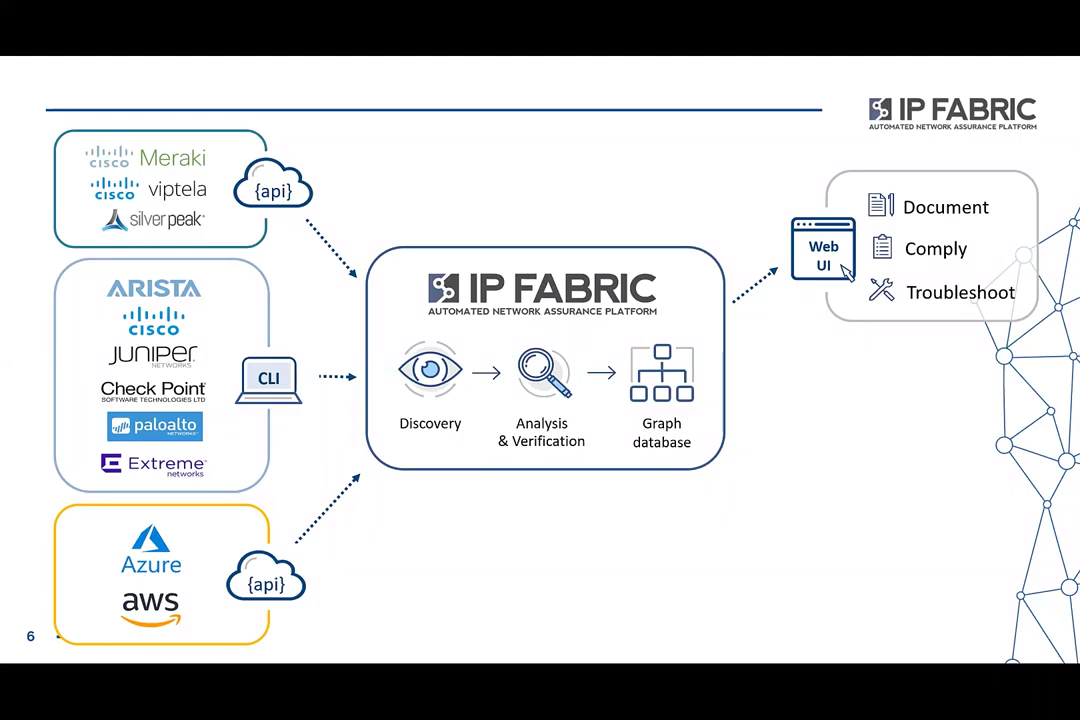 IP FABRIC
AUTOMATED NETWORK ASSURANCE PLATFORM
CISCO Meraki
CISCO viptela
silver peak
{api}
ARISTA
CISCO
JUNIPER
NETWORKS
Check Point
SOFTWARE TECHNOLOGIES LTD
paloalto
NETWORKS
Extreme
networks
CLI
Azure
aws
{api}
IP FABRIC
AUTOMATED NETWORK ASSURANCE PLATFORM
Discovery
Analysis
& Verification
Graph
database
Web
UI
Document
Comply
Troubleshoot
6